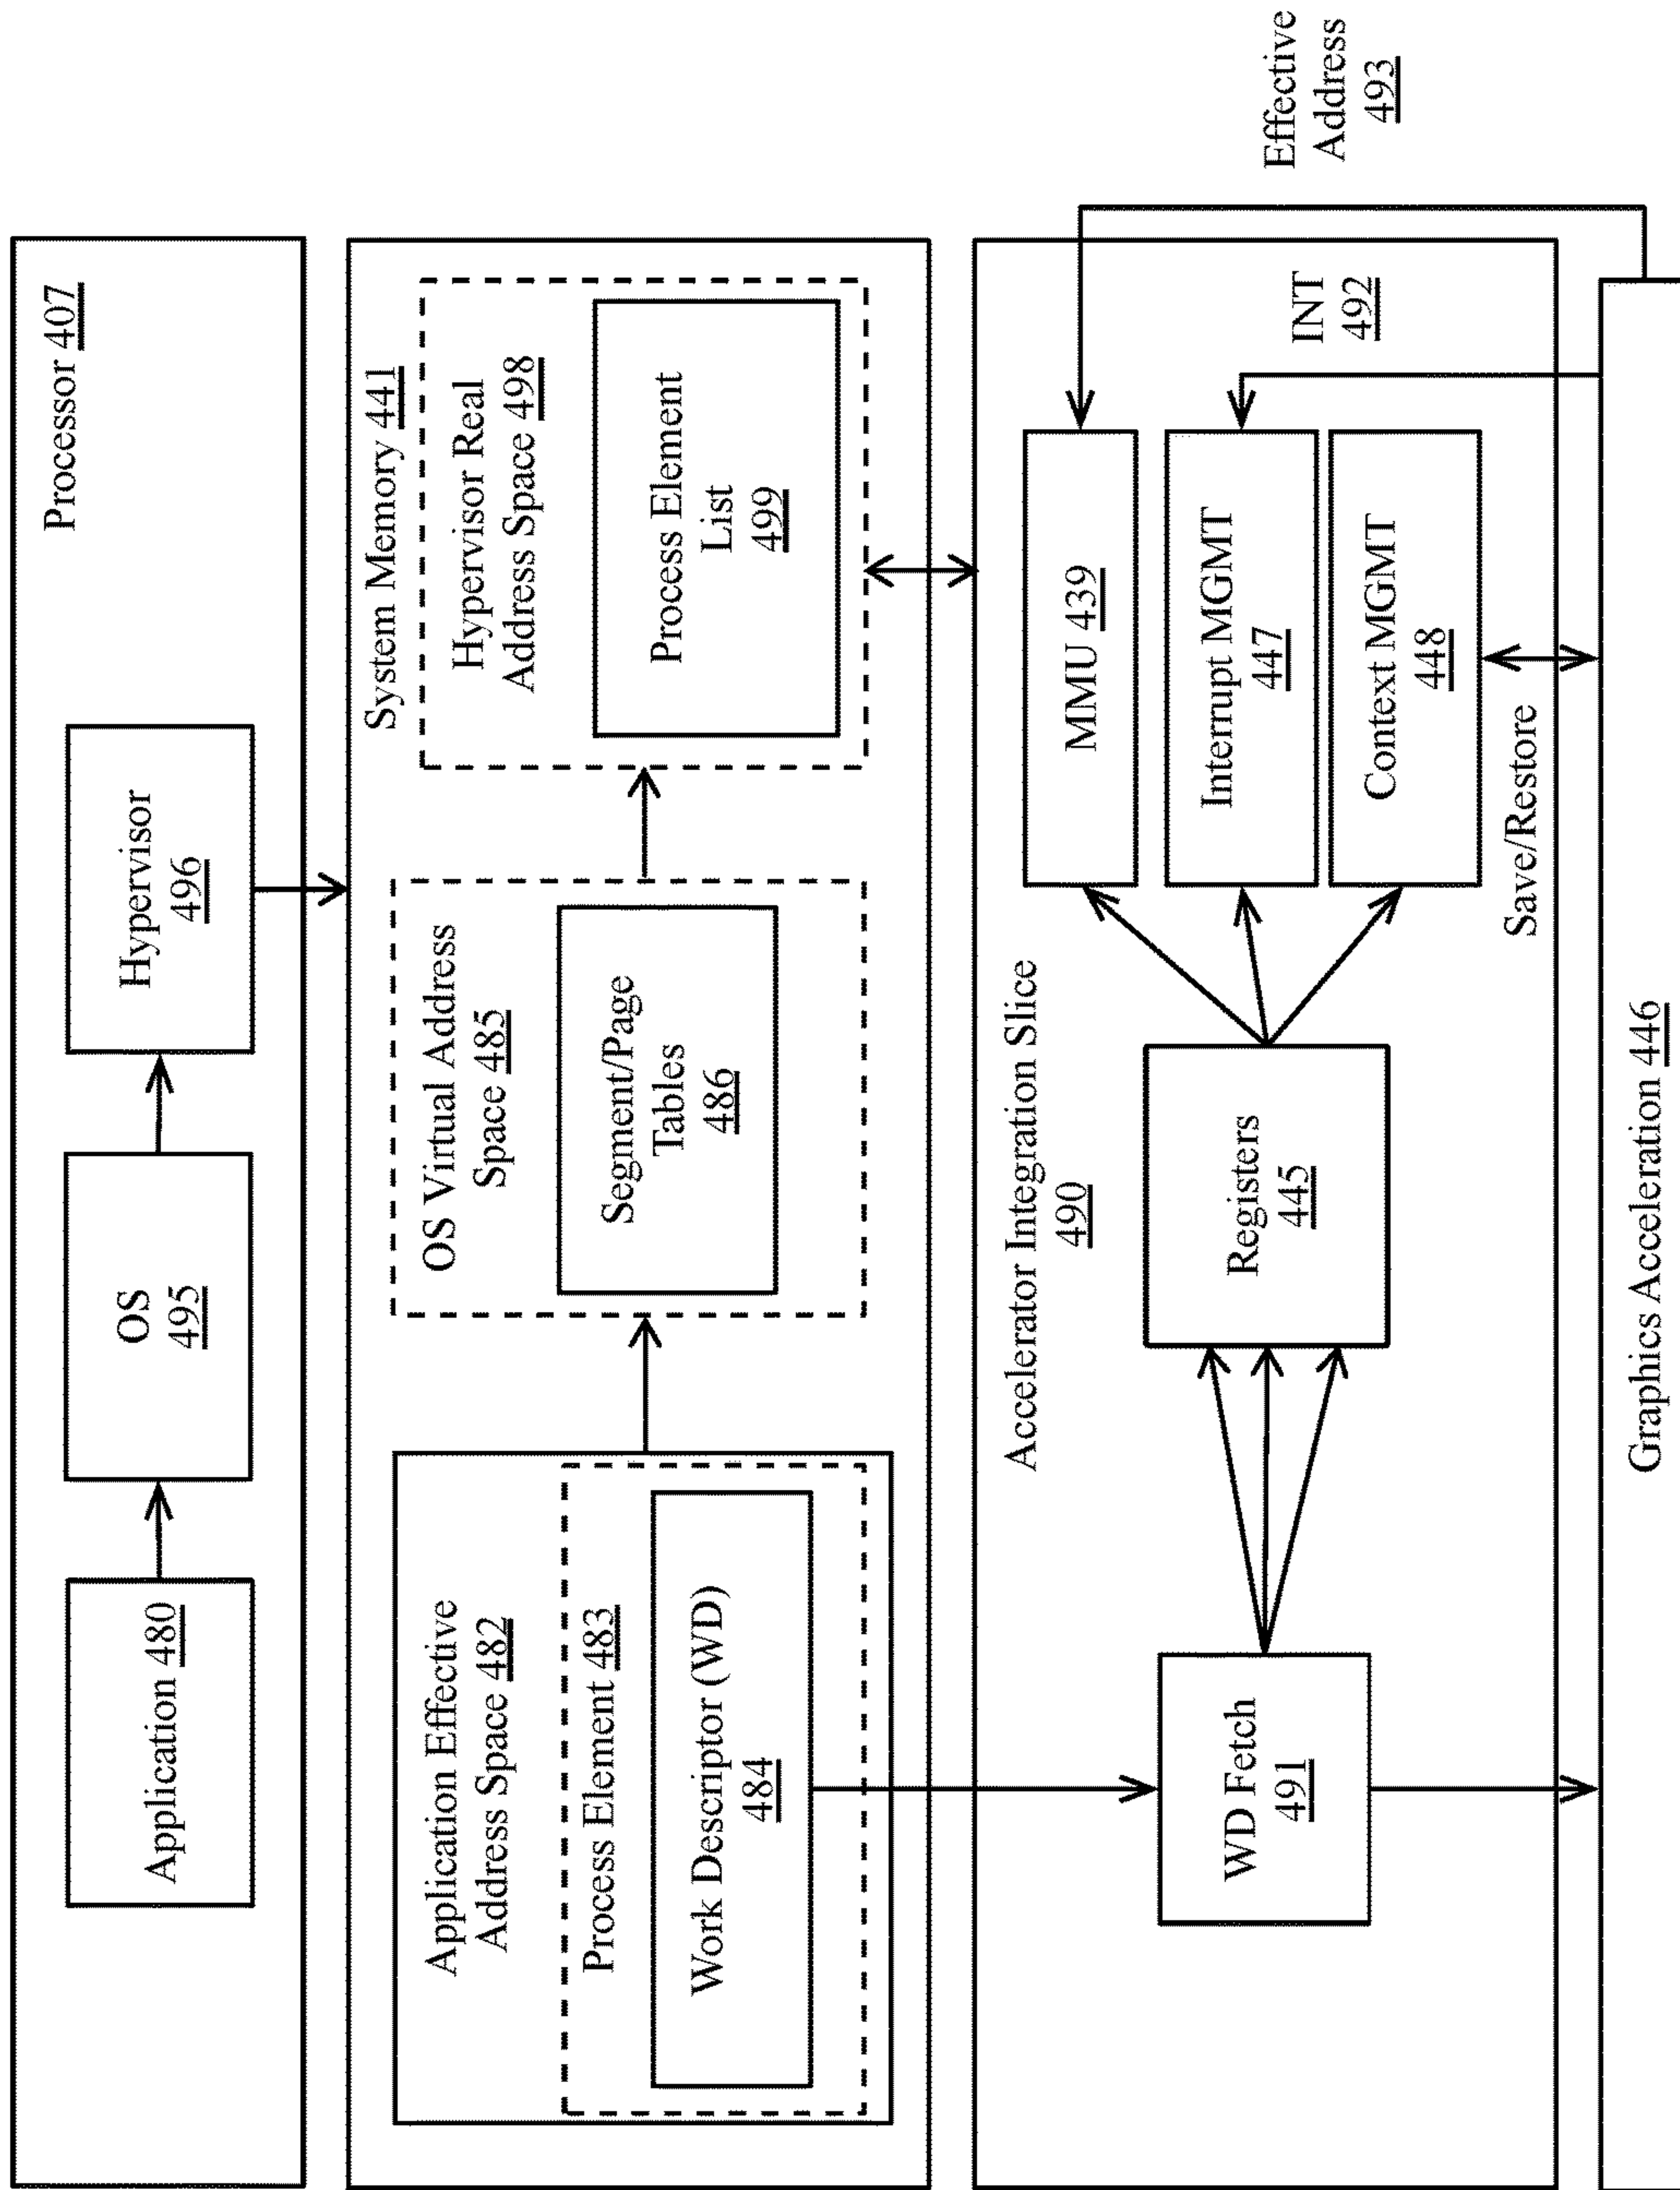 Processor 407
Application 480
OS
495
Hypervisor
496
System Memory 441
Application Effective
Address Space 482
Process Element 483
Work Descriptor (WD)
484
OS Virtual Address
Space 485
Segment/Page
Tables
486
Hypervisor Real
Address Space 498
Process Element
List
499
Accelerator Integration Slice
490
WD Fetch
491
Registers
445
MMU 439
Interrupt MGMT
447
Context MGMT
448
INT
492
Effective
Address
493
Save/Restore
Graphics Acceleration 446